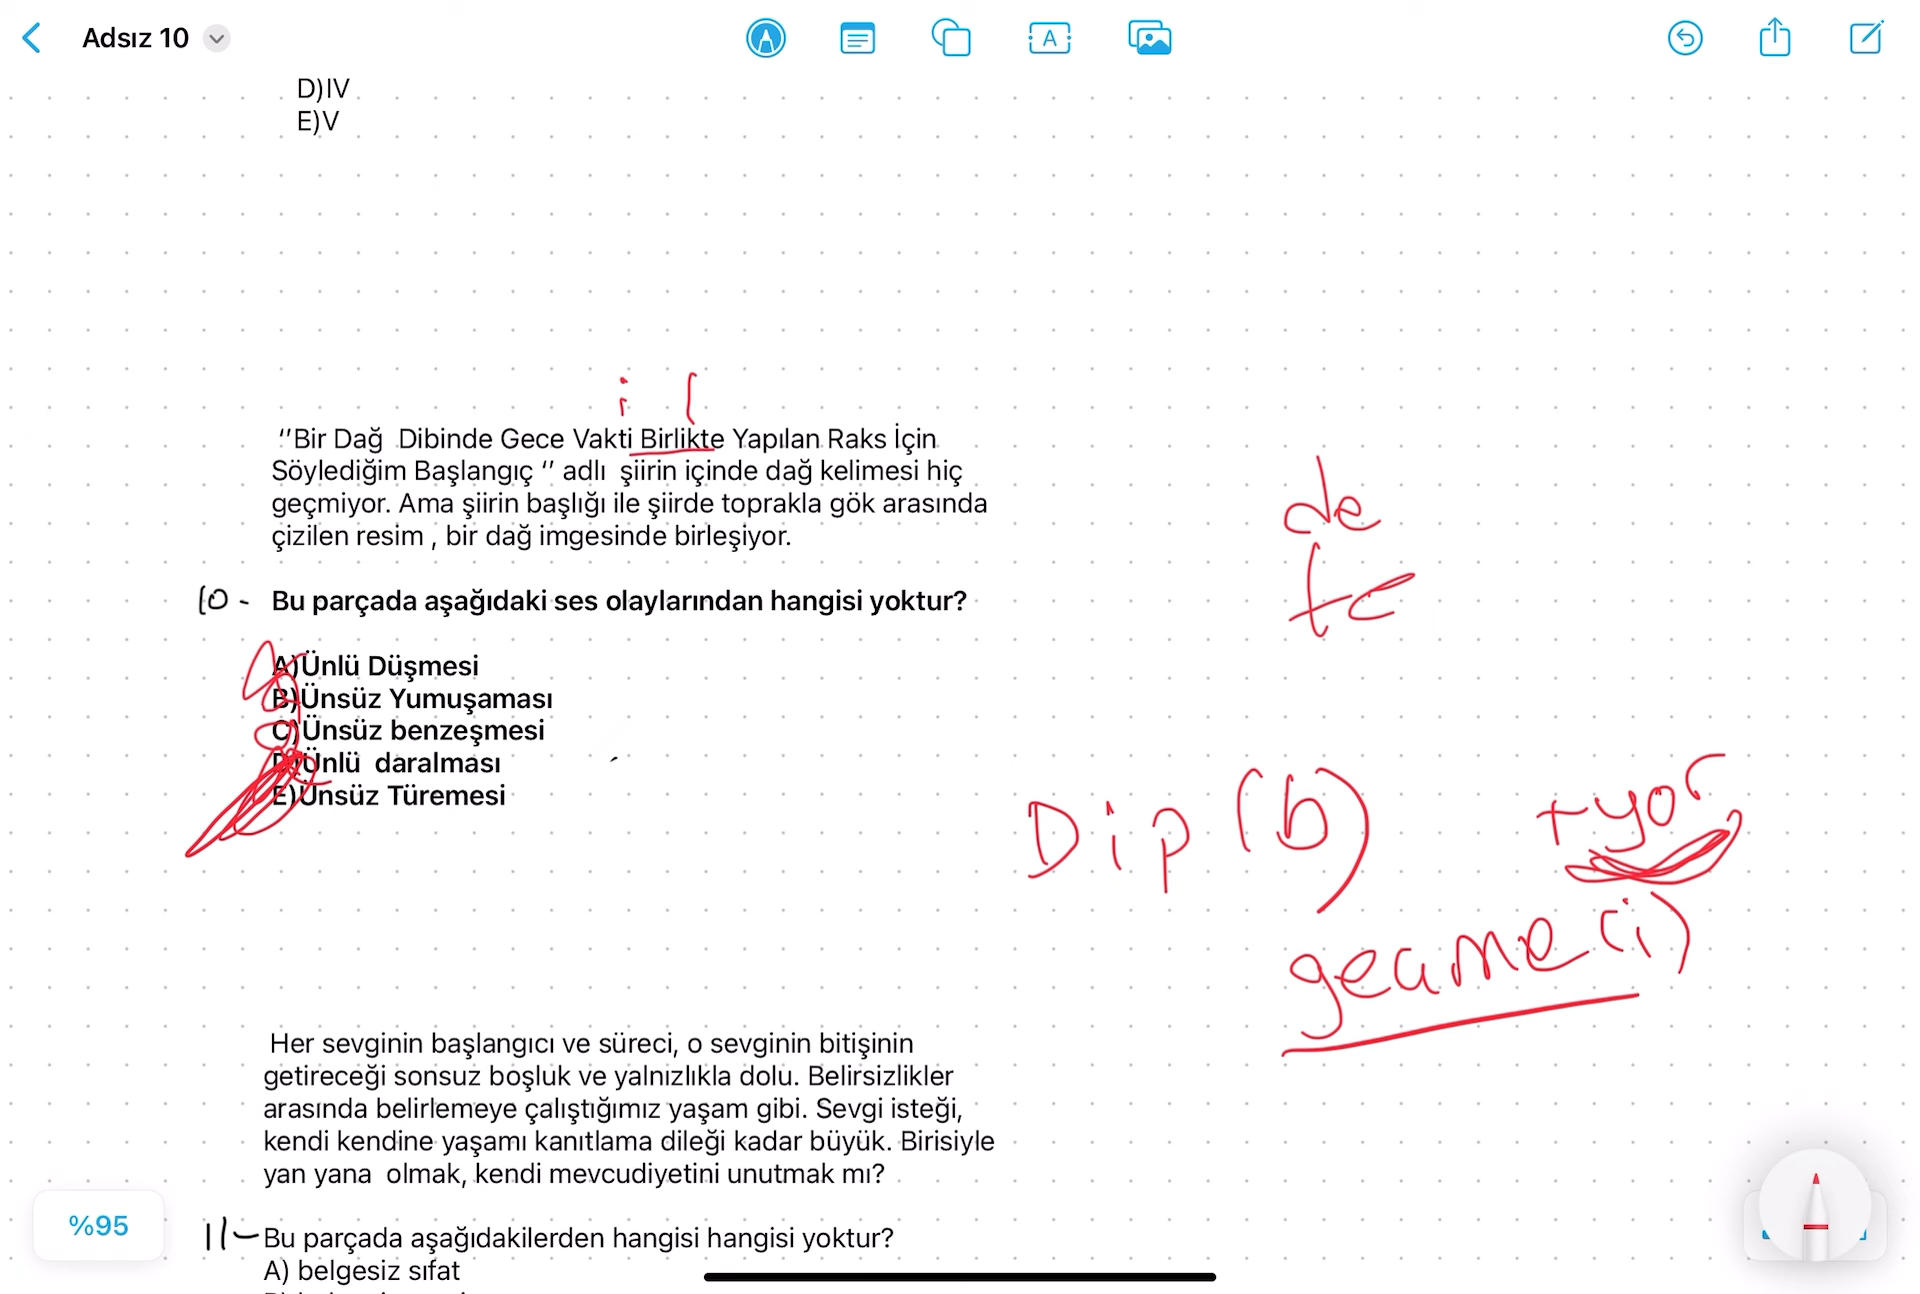 Adsız 10
A
D)IV
E)V
i
‘’Bir Dağ Dibinde Gece Vakti Birlikte Yapılan Raks İçin
Söylediğim Başlangıç ‘’ adlı şiirin içinde dağ kelimesi hiç
geçmiyor. Ama şiirin başlığı ile şiirde toprakla gök arasında
çizilen resim , bir dağ imgesinde birleşiyor.
de
te
10- Bu parçada aşağıdaki ses olaylarından hangisi yoktur?
A)Ünlü Düşmesi
B)Ünsüz Yumuşaması
C)Ünsüz benzeşmesi
D)Ünlü daralması
E)Ünsüz Türemesi
Dip (b)
+yor
geçme (i)
Her sevginin başlangıcı ve süreci, o sevginin bitişinin
getireceği sonsuz boşluk ve yalnızlıkla dolu. Belirsizlikler
arasında belirlemeye çalıştığımız yaşam gibi. Sevgi isteği,
kendi kendine yaşamı kanıtlama dileği kadar büyük. Birisiyle
yan yana olmak, kendi mevcudiyetini unutmak mı?
%95
11- Bu parçada aşağıdakilerden hangisi hangisi yoktur?
A) belgesiz sıfat